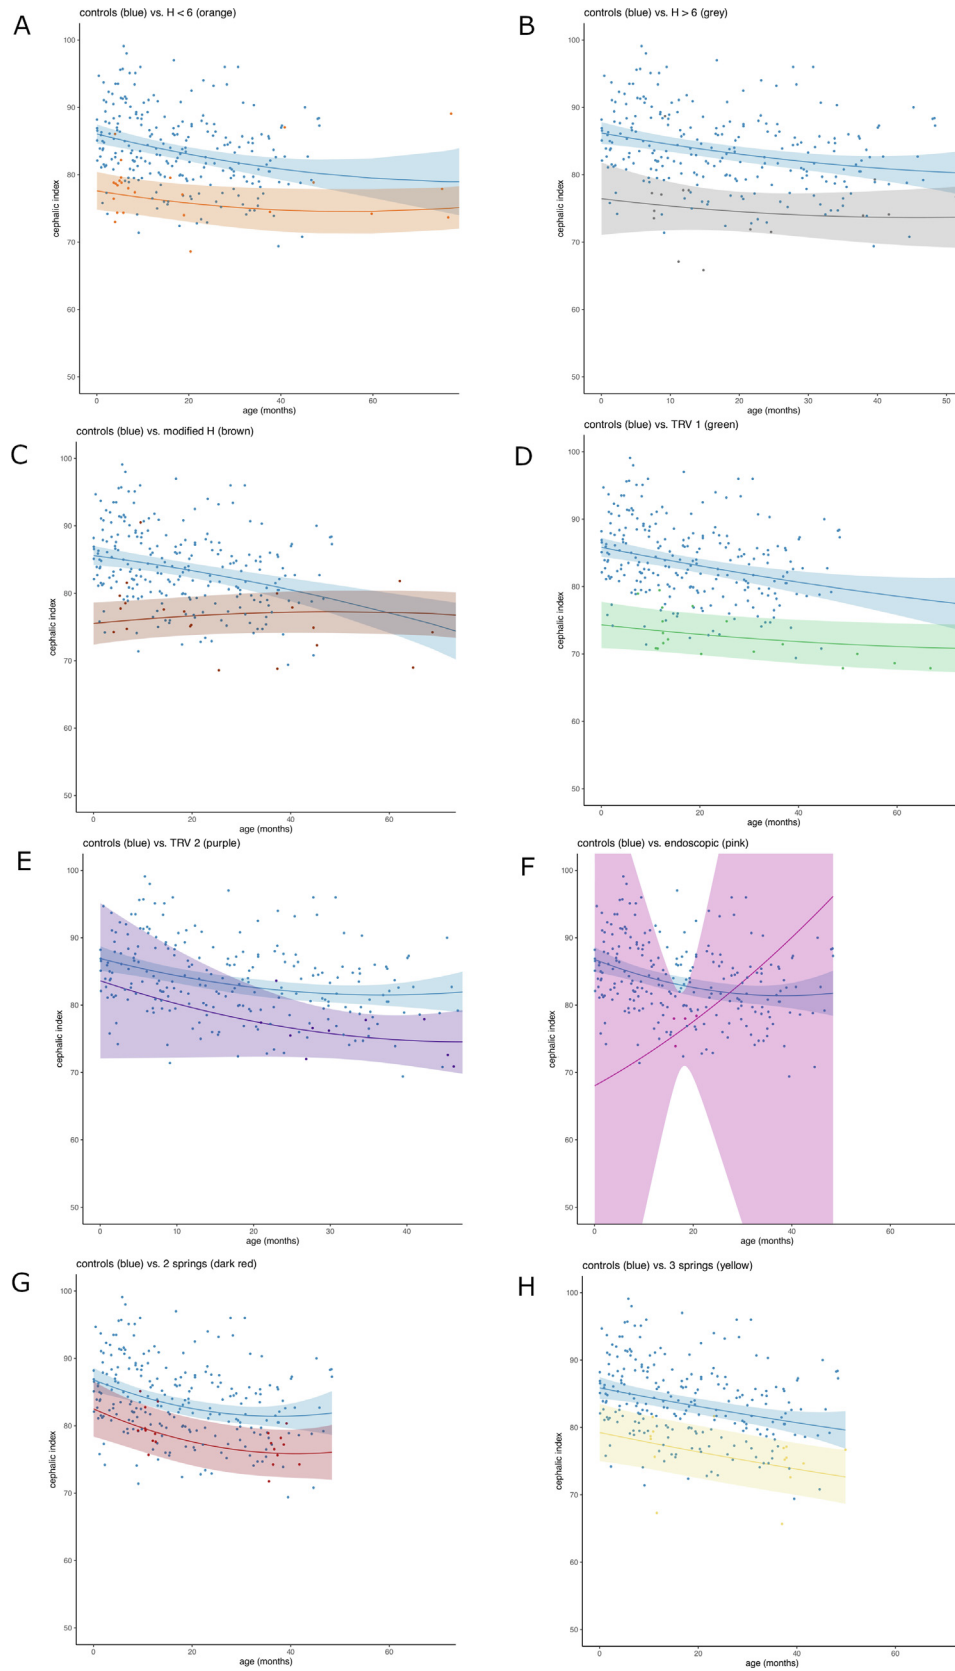 A
controls (blue) vs. H < 6 (orange)
100
90
80
70
60
50
cephalic index
0 20 40 60
age (months)
B
controls (blue) vs. H > 6 (grey)
100
90
80
70
60
50
cephalic index
0 10 20 30 40 50
age (months)
C
controls (blue) vs. modified H (brown)
100
90
80
70
60
50
cephalic index
0 20 40 60
age (months)
D
controls (blue) vs. TRV 1 (green)
100
90
80
70
60
50
cephalic index
0 20 40 60
age (months)
E
controls (blue) vs. TRV 2 (purple)
100
90
80
70
60
50
cephalic index
0 10 20 30 40
age (months)
F
controls (blue) vs. endoscopic (pink)
100
90
80
70
60
50
cephalic index
0 20 40 60
age (months)
G
controls (blue) vs. 2 springs (dark red)
100
90
80
70
60
50
cephalic index
0 20 40 60
age (months)
H
controls (blue) vs. 3 springs (yellow)
100
90
80
70
60
50
cephalic index
0 20 40 60
age (months)